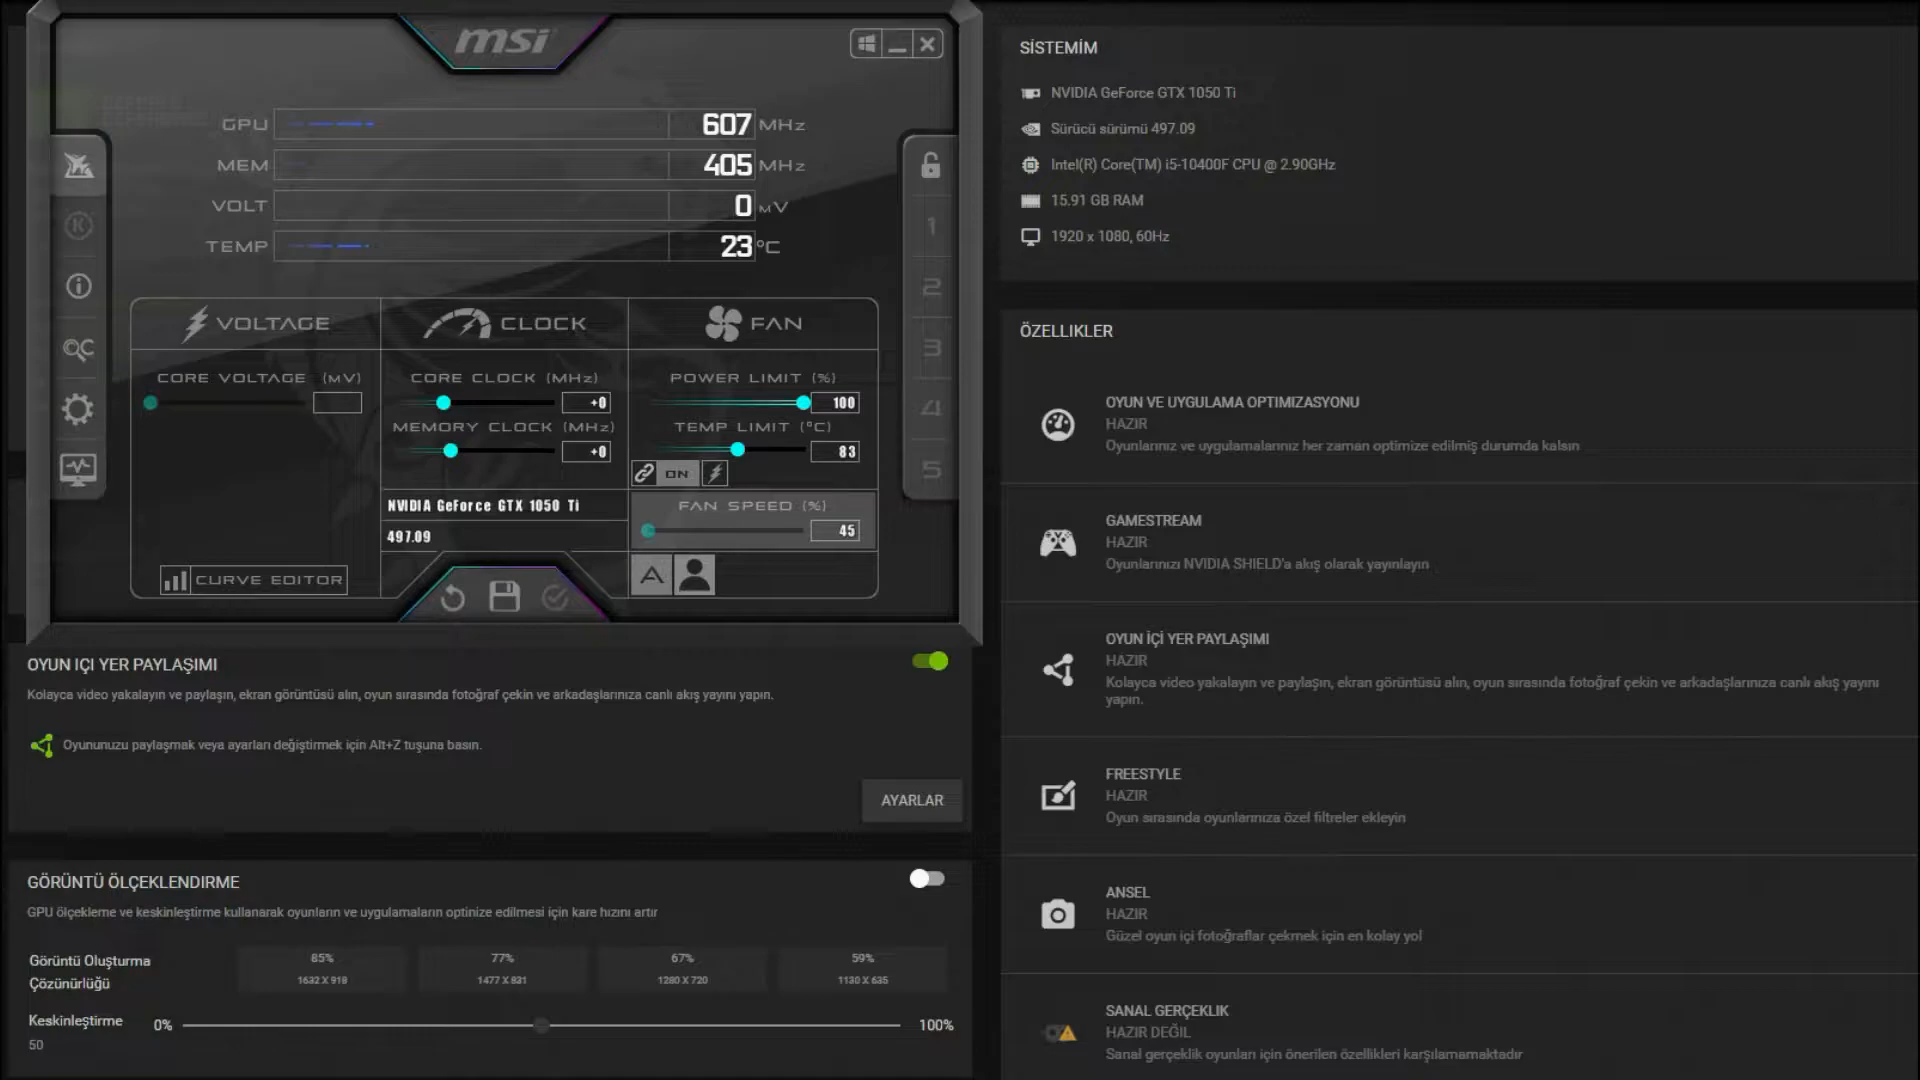 msi
GPU 607 MHz
MEM 405 MHz
VOLT 0 mV
TEMP 23 °C
1
2
3
4
5
VOLTAGE
CORE VOLTAGE (MV)
CURVE EDITOR
CLOCK
CORE CLOCK (MHz)
+0
MEMORY CLOCK (MHz)
+0
NVIDIA GeForce GTX 1050 Ti
497.09
FAN
POWER LIMIT (%)
100
TEMP LIMIT (°C)
83
ON
FAN SPEED (%)
45
A
OYUN IÇI YER PAYLAŞIMI
Kolayca video yakalayın ve paylaşın, ekran görüntüsü alın, oyun sırasında fotoğraf çekin ve arkadaşlarınıza canlı akış yayını yapın.
Oyununuzu paylaşmak veya ayarları değiştirmek için Alt+Z tuşuna basın.
AYARLAR
GÖRÜNTÜ ÖLÇEKLENDIRME
GPU ölçekleme ve keskinleştirme kullanarak oyunların ve uygulamaların optinize edilmesi için kare hızını artır
Görüntü Oluşturma
Çözünürlüğü
85% 77% 67% 59%
1632 X 918 1477 X 831 1280 X 720 1130 X 635
Keskinleştirme 0% 100%
50
SİSTEMİM
NVIDIA GeForce GTX 1050 Ti
Sürücü sürümü 497.09
Intel(R) Core(TM) i5-10400F CPU @ 2.90GHz
15.91 GB RAM
1920 x 1080, 60Hz
ÖZELLIKLER
OYUN VE UYGULAMA OPTIMIZASYONU
HAZIR
Oyunlarınız ve uygulamalarınız her zaman optimize edilmiş durumda kalsın
GAMESTREAM
HAZIR
Oyunlarınızı NVIDIA SHIELD'a akış olarak yayınlayın
OYUN İÇİ YER PAYLAŞIMI
HAZIR
Kolayca video yakalayın ve paylaşın, ekran görüntüsü alın, oyun sırasında fotoğraf çekin ve arkadaşlarınıza canlı akış yayını
yapın.
FREESTYLE
HAZIR
Oyun sırasında oyunlarınıza özel filtreler ekleyin
ANSEL
HAZIR
Güzel oyun içi fotoğraflar çekmek için en kolay yol
SANAL GERÇEKLIK
HAZIR DEĞIL
Sanal gerçeklik oyunları için önerilen özellikleri karşılamamaktadır